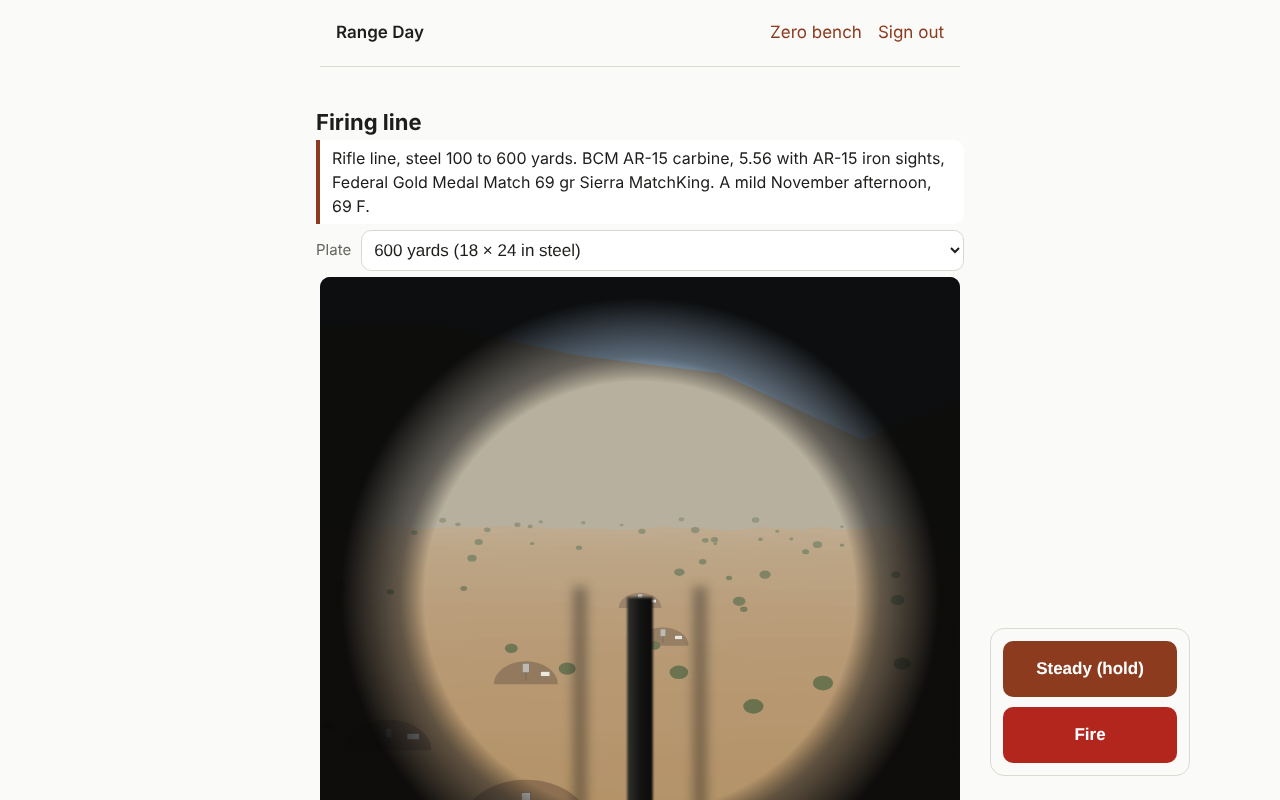 Range Day
Zero bench
Sign out
Firing line
Rifle line, steel 100 to 600 yards. BCM AR-15 carbine, 5.56 with AR-15 iron sights,
Federal Gold Medal Match 69 gr Sierra MatchKing. A mild November afternoon,
69 F.
Plate
600 yards (18 × 24 in steel)
Steady (hold)
Fire